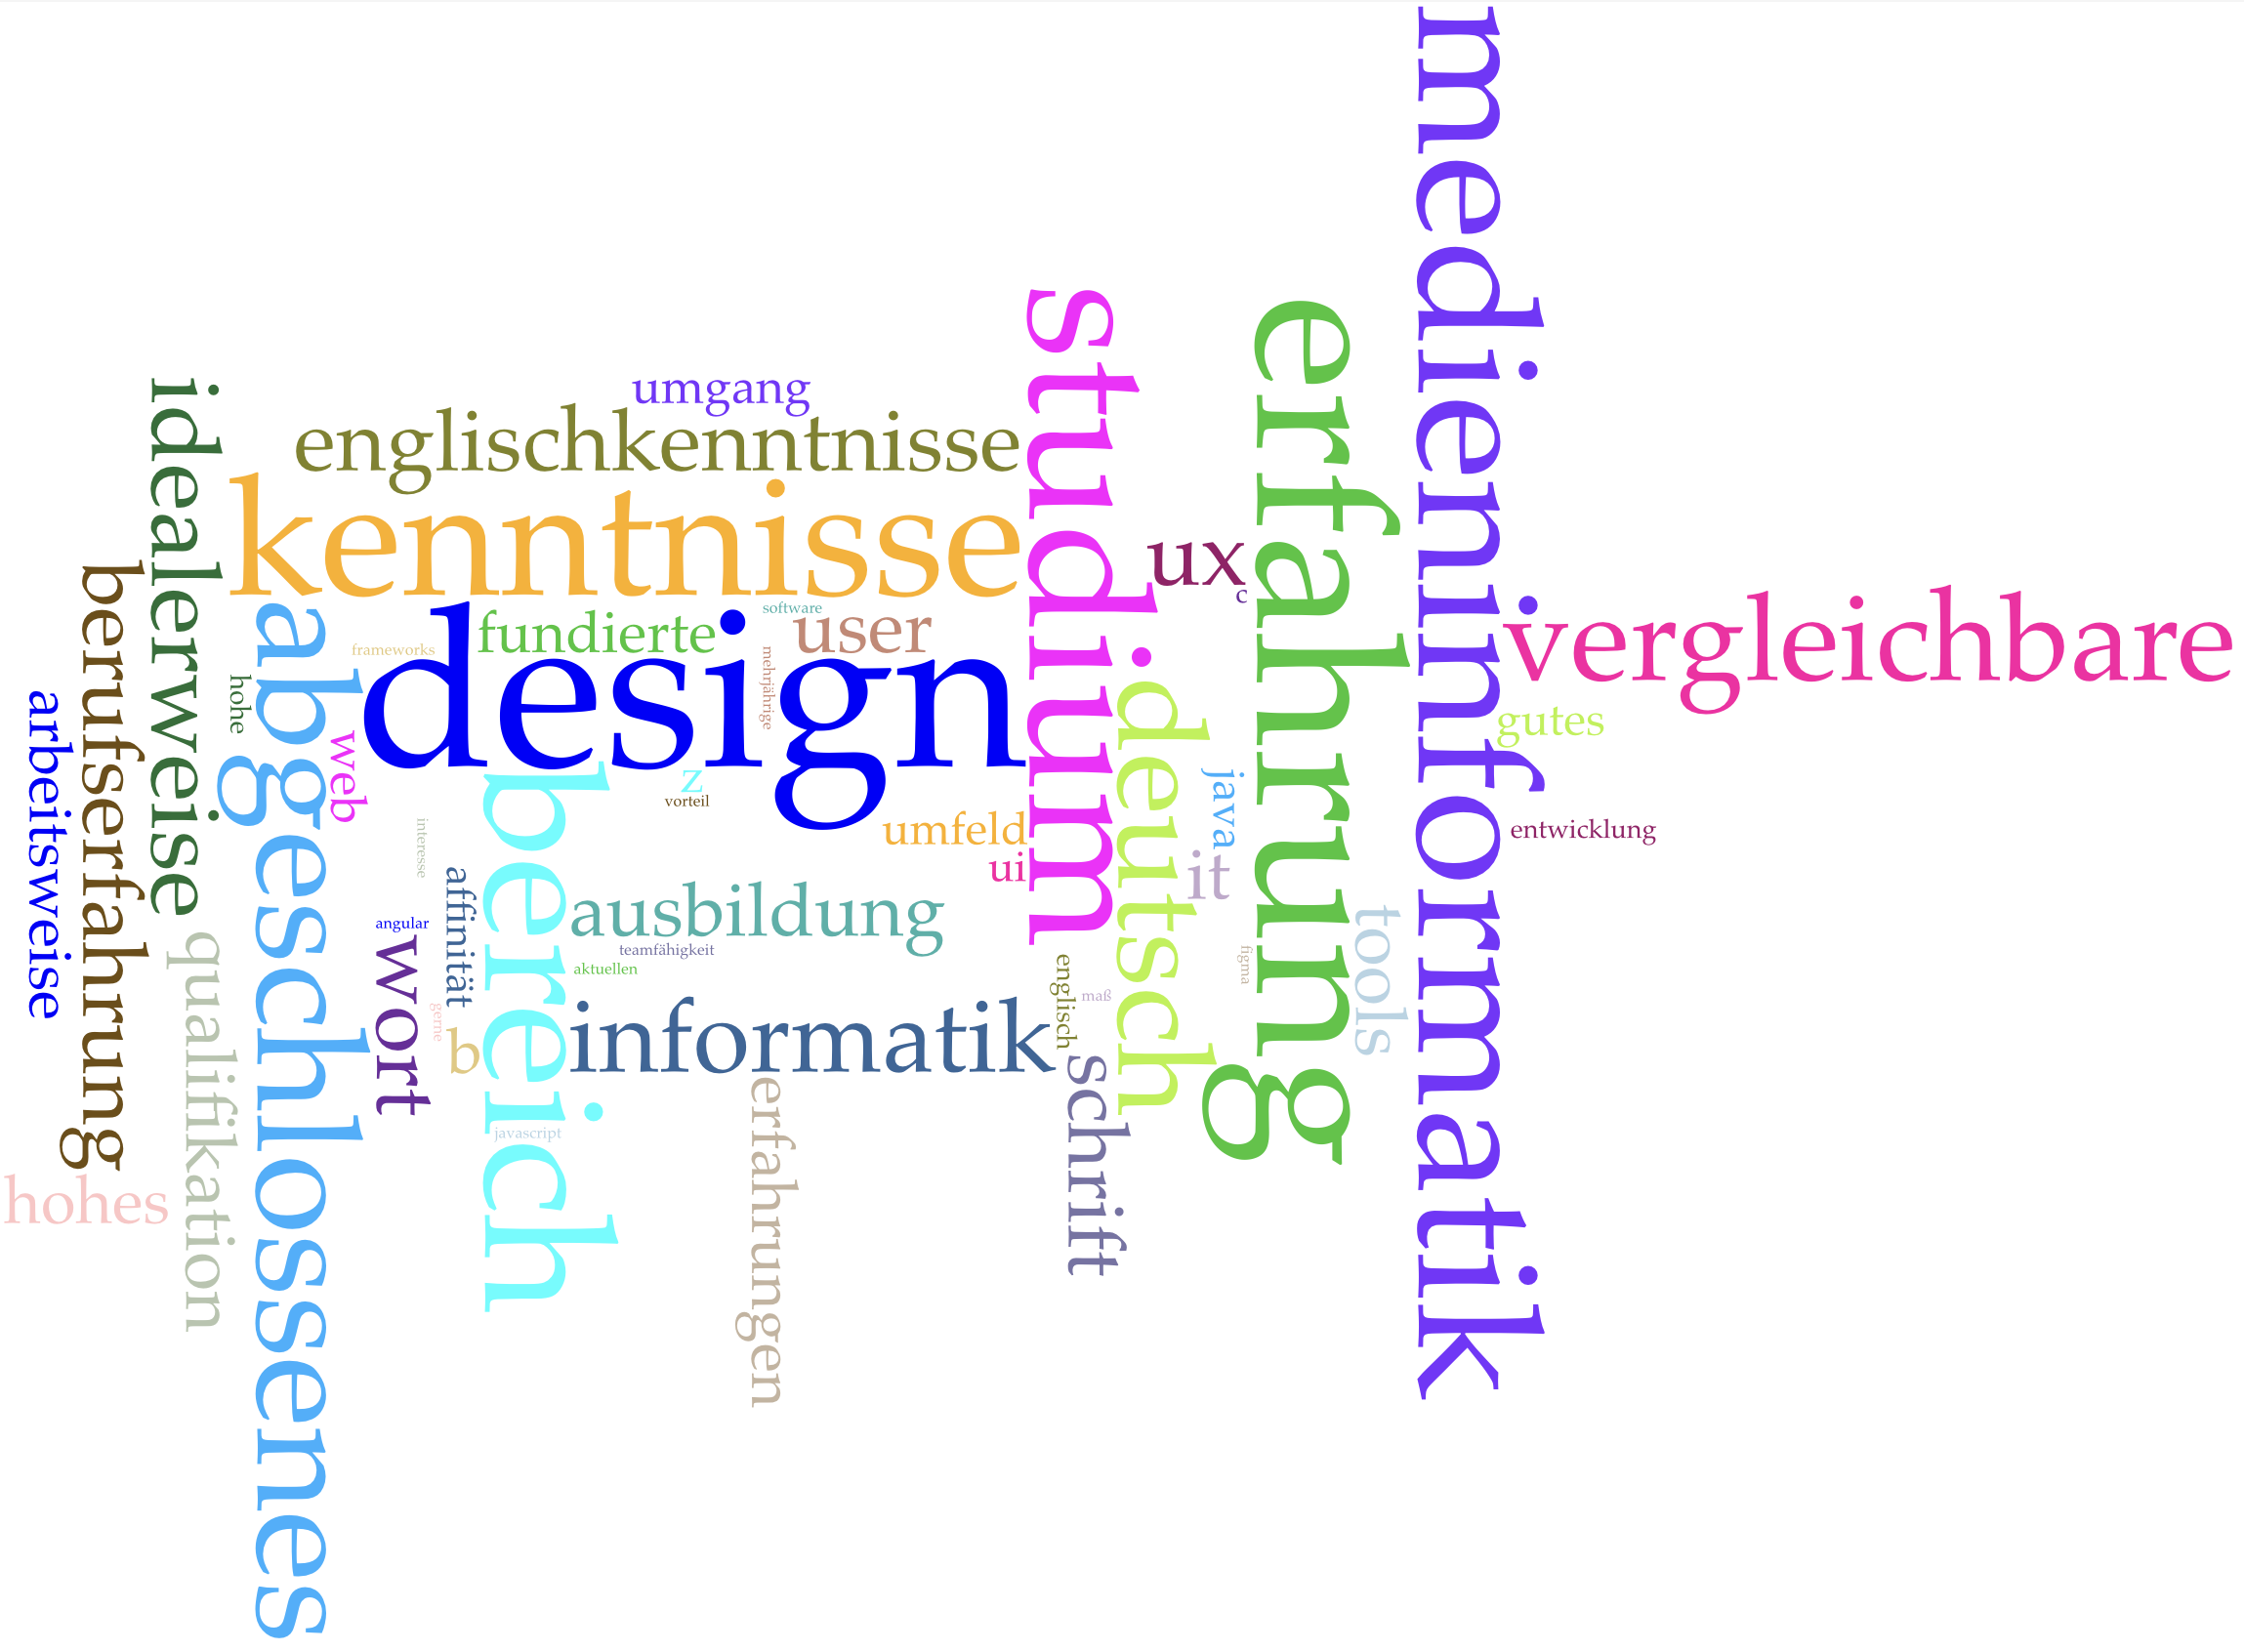 medieninformatik
studium
erfahrung
umgang
idealerweise
englischkenntnisse
kenntnisse
ux
c
berufserfahrung
abgeschlossenes
vergleichbare
software
fundierte
user
frameworks
design
mehrjährige
hohe
arbeitsweise
web
deutsch
gutes
z
vorteil
bereich
java
umfeld
entwicklung
interesse
ui
it
affinität
ausbildung
tools
angular
wort
qualifikation
teamfähigkeit
aktuellen
figma
englisch
maß
gerne
b
informatik
schrift
erfahrungen
javascript
hohes